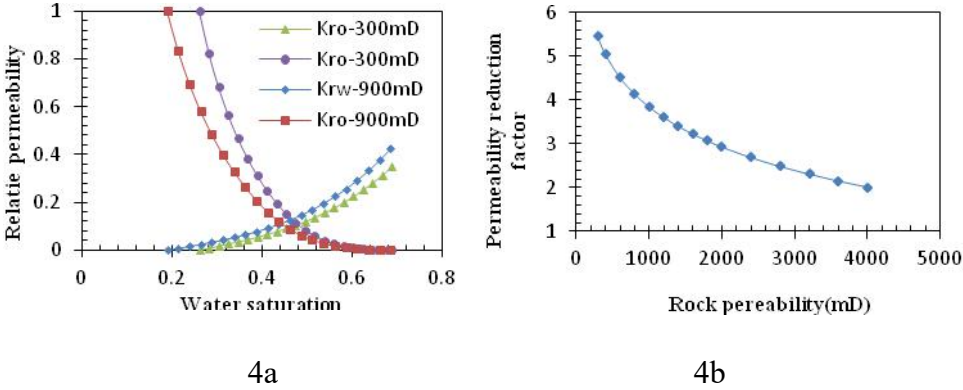 1
0.8
0.6
0.4
0.2
0
Relatie permeability
Kro-300mD
Kro-300mD
Krw-900mD
Kro-900mD
0 0.2 0.4 0.6 0.8
Water saturation
4a
6
5
4
3
2
1
Permeability reduction
factor
0 1000 2000 3000 4000 5000
Rock pereability(mD)
4b